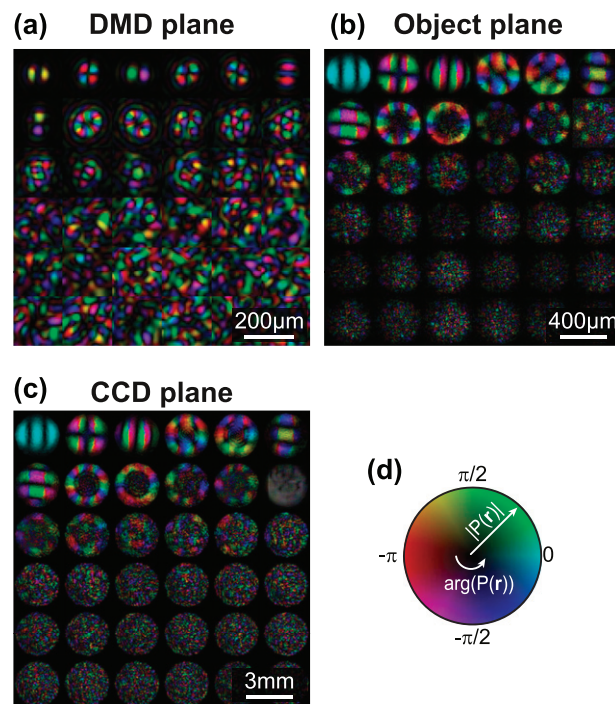 (a) DMD plane
(b) Object plane
200μm
400μm
(c) CCD plane
3mm
(d)
π/2
|P(r)|
-π
0
arg(P(r))
-π/2